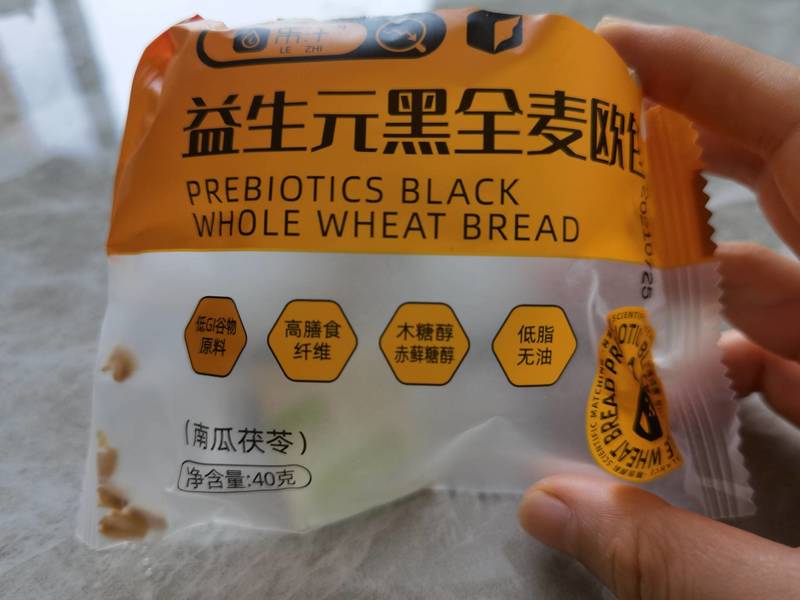 LE ZHI
益生元黑全麦欧包
PREBIOTICS BLACK
WHOLE WHEAT BREAD
低GI谷物
原料
高膳食
纤维
木糖醇
赤藓糖醇
低脂
无油
(南瓜茯苓)
净含量:40克